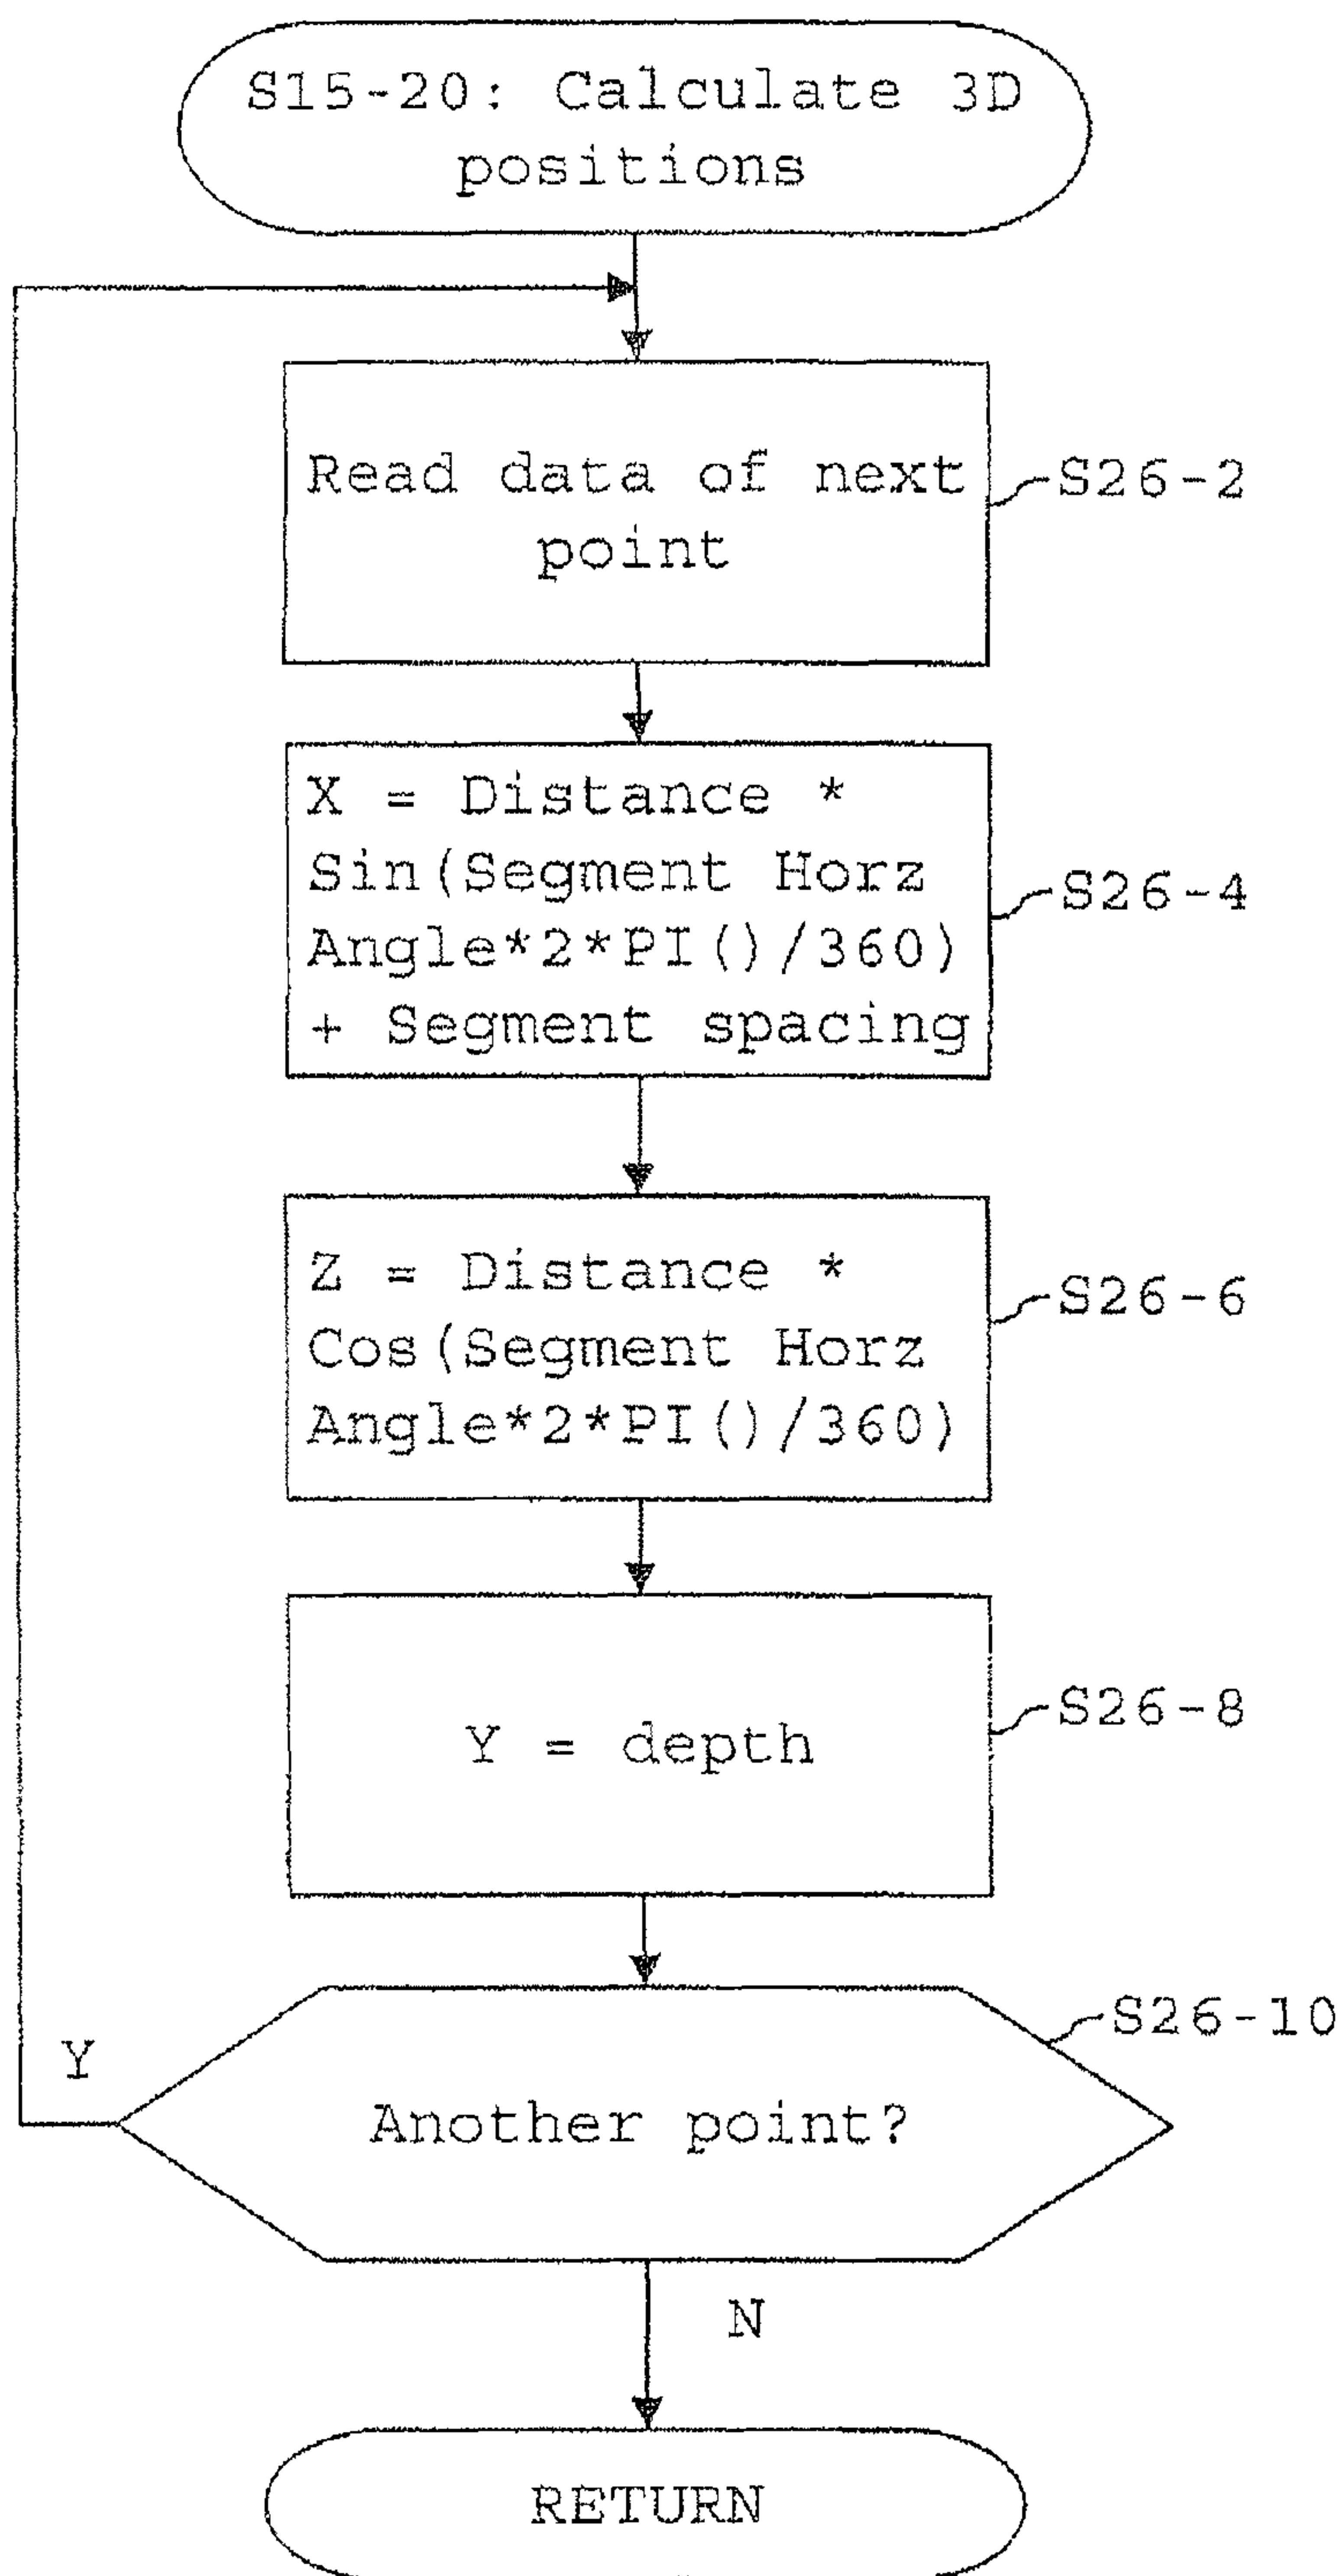 S15-20: Calculate 3D
positions
Read data of next
point
S26-2
X = Distance *
Sin(Segment Horz
Angle*2*PI()/360)
+ Segment spacing
S26-4
Z = Distance *
Cos(Segment Horz
Angle*2*PI()/360)
S26-6
Y = depth
S26-8
Another point?
S26-10
Y
N
RETURN